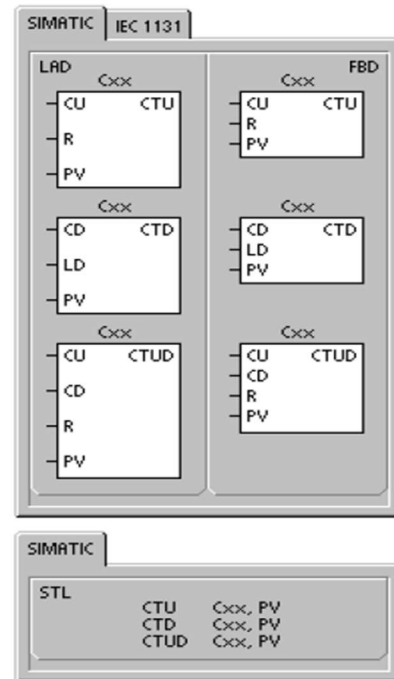 SIMATIC IEC 1131
LAD
Cxx
CU CTU
R
PV
Cxx
CD CTD
LD
PV
Cxx
CU CTUD
CD
R
PV
FBD
Cxx
CU CTU
R
PV
Cxx
CD CTD
LD
PV
Cxx
CU CTUD
CD
R
PV
SIMATIC
STL
CTU Cxx, PV
CTD Cxx, PV
CTUD Cxx, PV